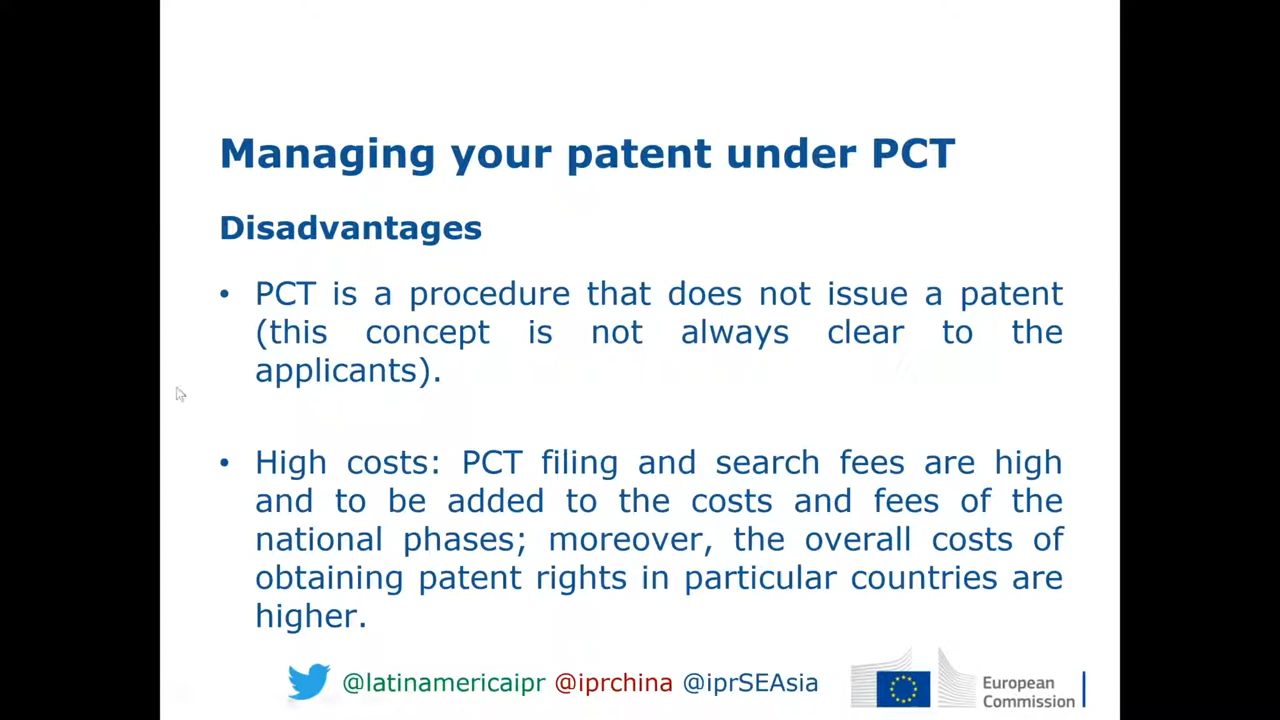 Managing your patent under PCT
Disadvantages
• PCT is a procedure that does not issue a patent
(this concept is not always clear to the
applicants).
• High costs: PCT filing and search fees are high
and to be added to the costs and fees of the
national phases; moreover, the overall costs of
obtaining patent rights in particular countries are
higher.
@latinamericaipr @iprchina @iprSEAsia
European
Commission